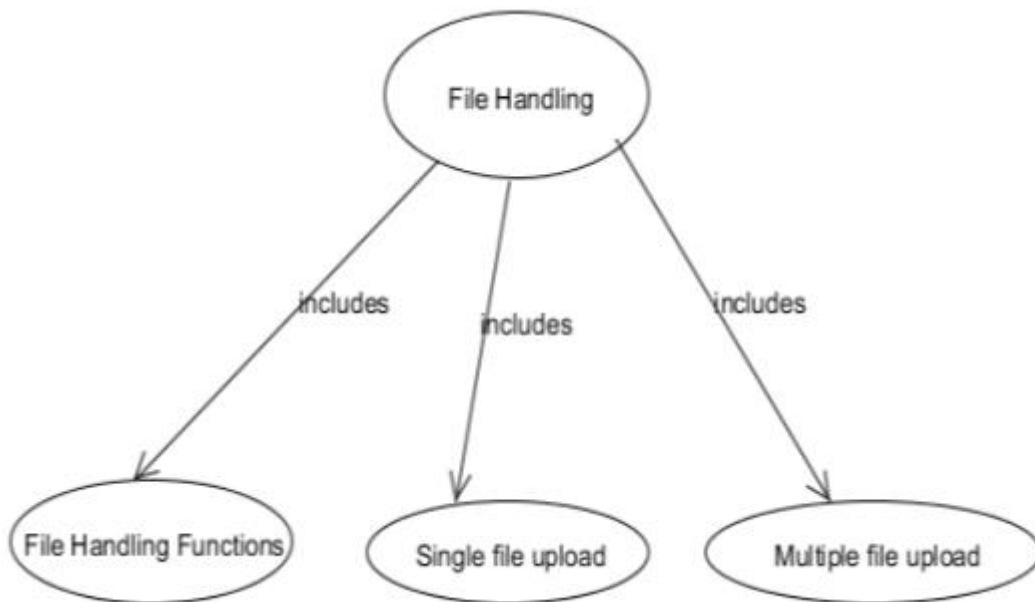 File Handling
includes
includes
includes
File Handling Functions
Single file upload
Multiple file upload